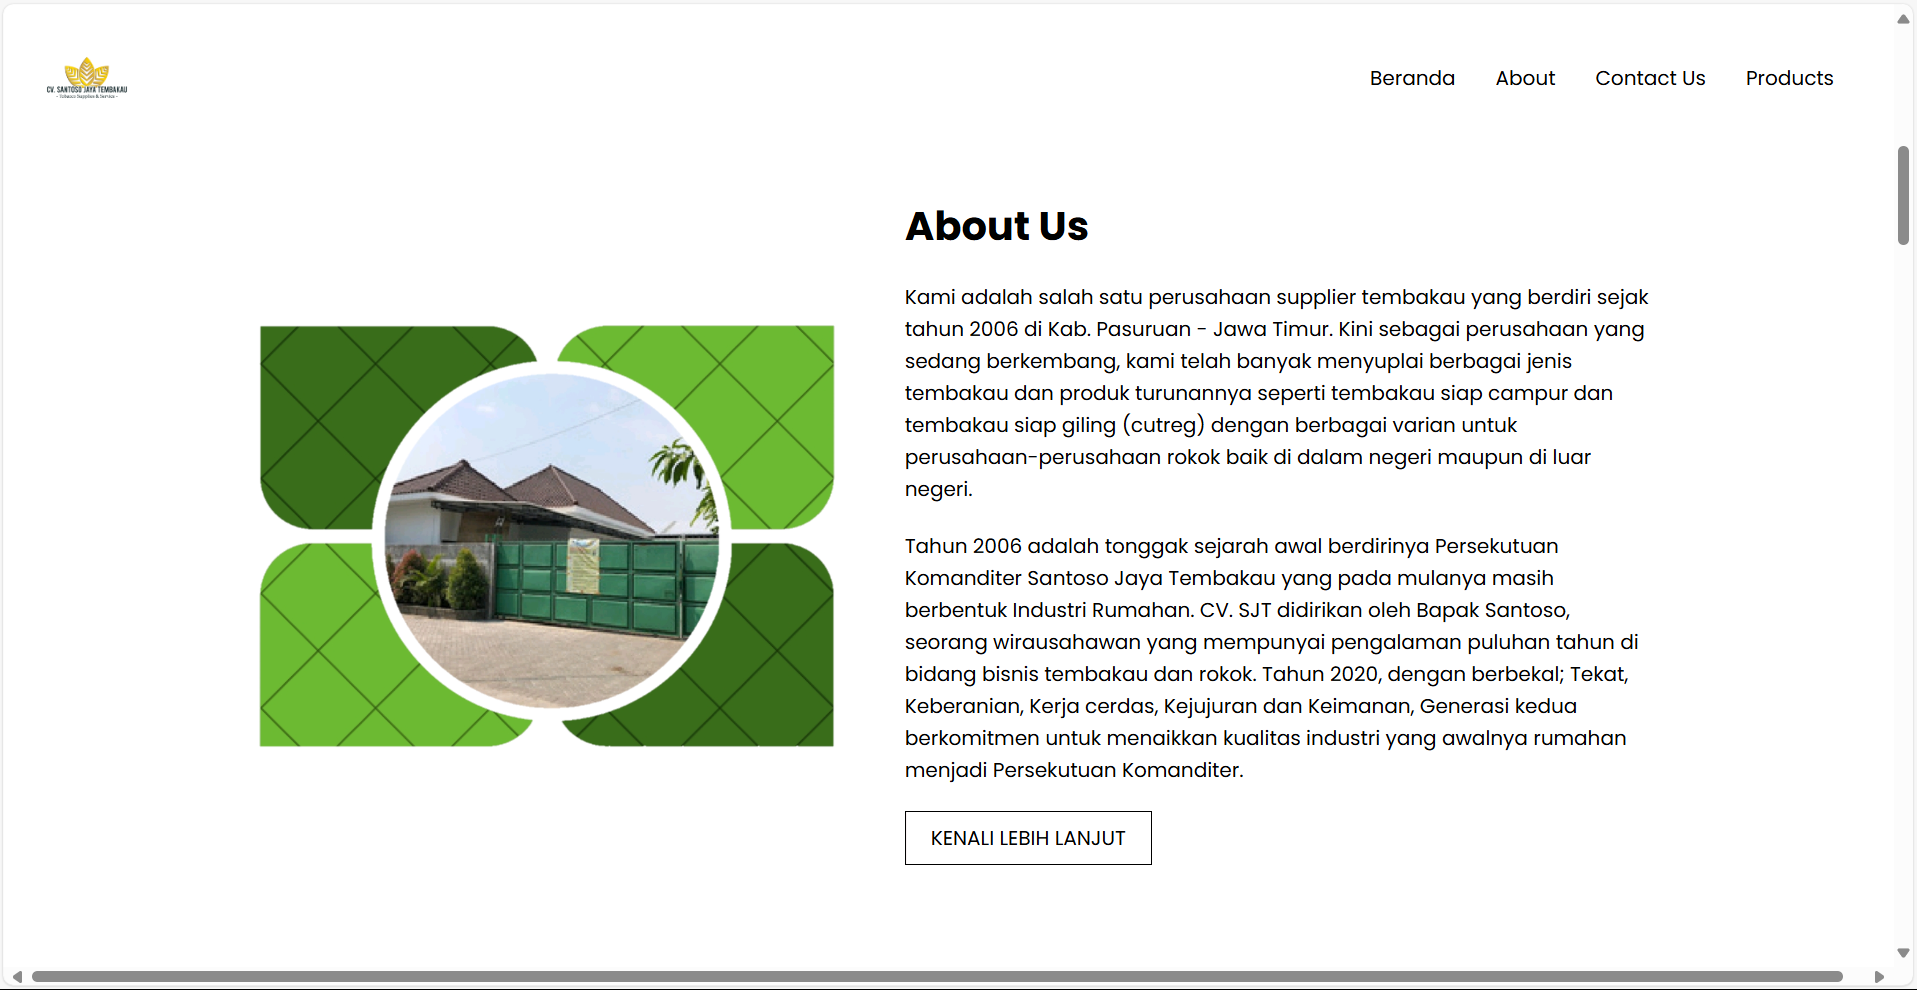 CV. SANTOSO JAYA TEMBAKAU
- Tobacco Supplier & Service -
Beranda
About
Contact Us
Products
About Us
Kami adalah salah satu perusahaan supplier tembakau yang berdiri sejak
tahun 2006 di Kab. Pasuruan - Jawa Timur. Kini sebagai perusahaan yang
sedang berkembang, kami telah banyak menyuplai berbagai jenis
tembakau dan produk turunannya seperti tembakau siap campur dan
tembakau siap giling (cutreg) dengan berbagai varian untuk
perusahaan-perusahaan rokok baik di dalam negeri maupun di luar
negeri.
Tahun 2006 adalah tonggak sejarah awal berdirinya Persekutuan
Komanditer Santoso Jaya Tembakau yang pada mulanya masih
berbentuk Industri Rumahan. CV. SJT didirikan oleh Bapak Santoso,
seorang wirausahawan yang mempunyai pengalaman puluhan tahun di
bidang bisnis tembakau dan rokok. Tahun 2020, dengan berbekal; Tekat,
Keberanian, Kerja cerdas, Kejujuran dan Keimanan, Generasi kedua
berkomitmen untuk menaikkan kualitas industri yang awalnya rumahan
menjadi Persekutuan Komanditer.
KENALI LEBIH LANJUT